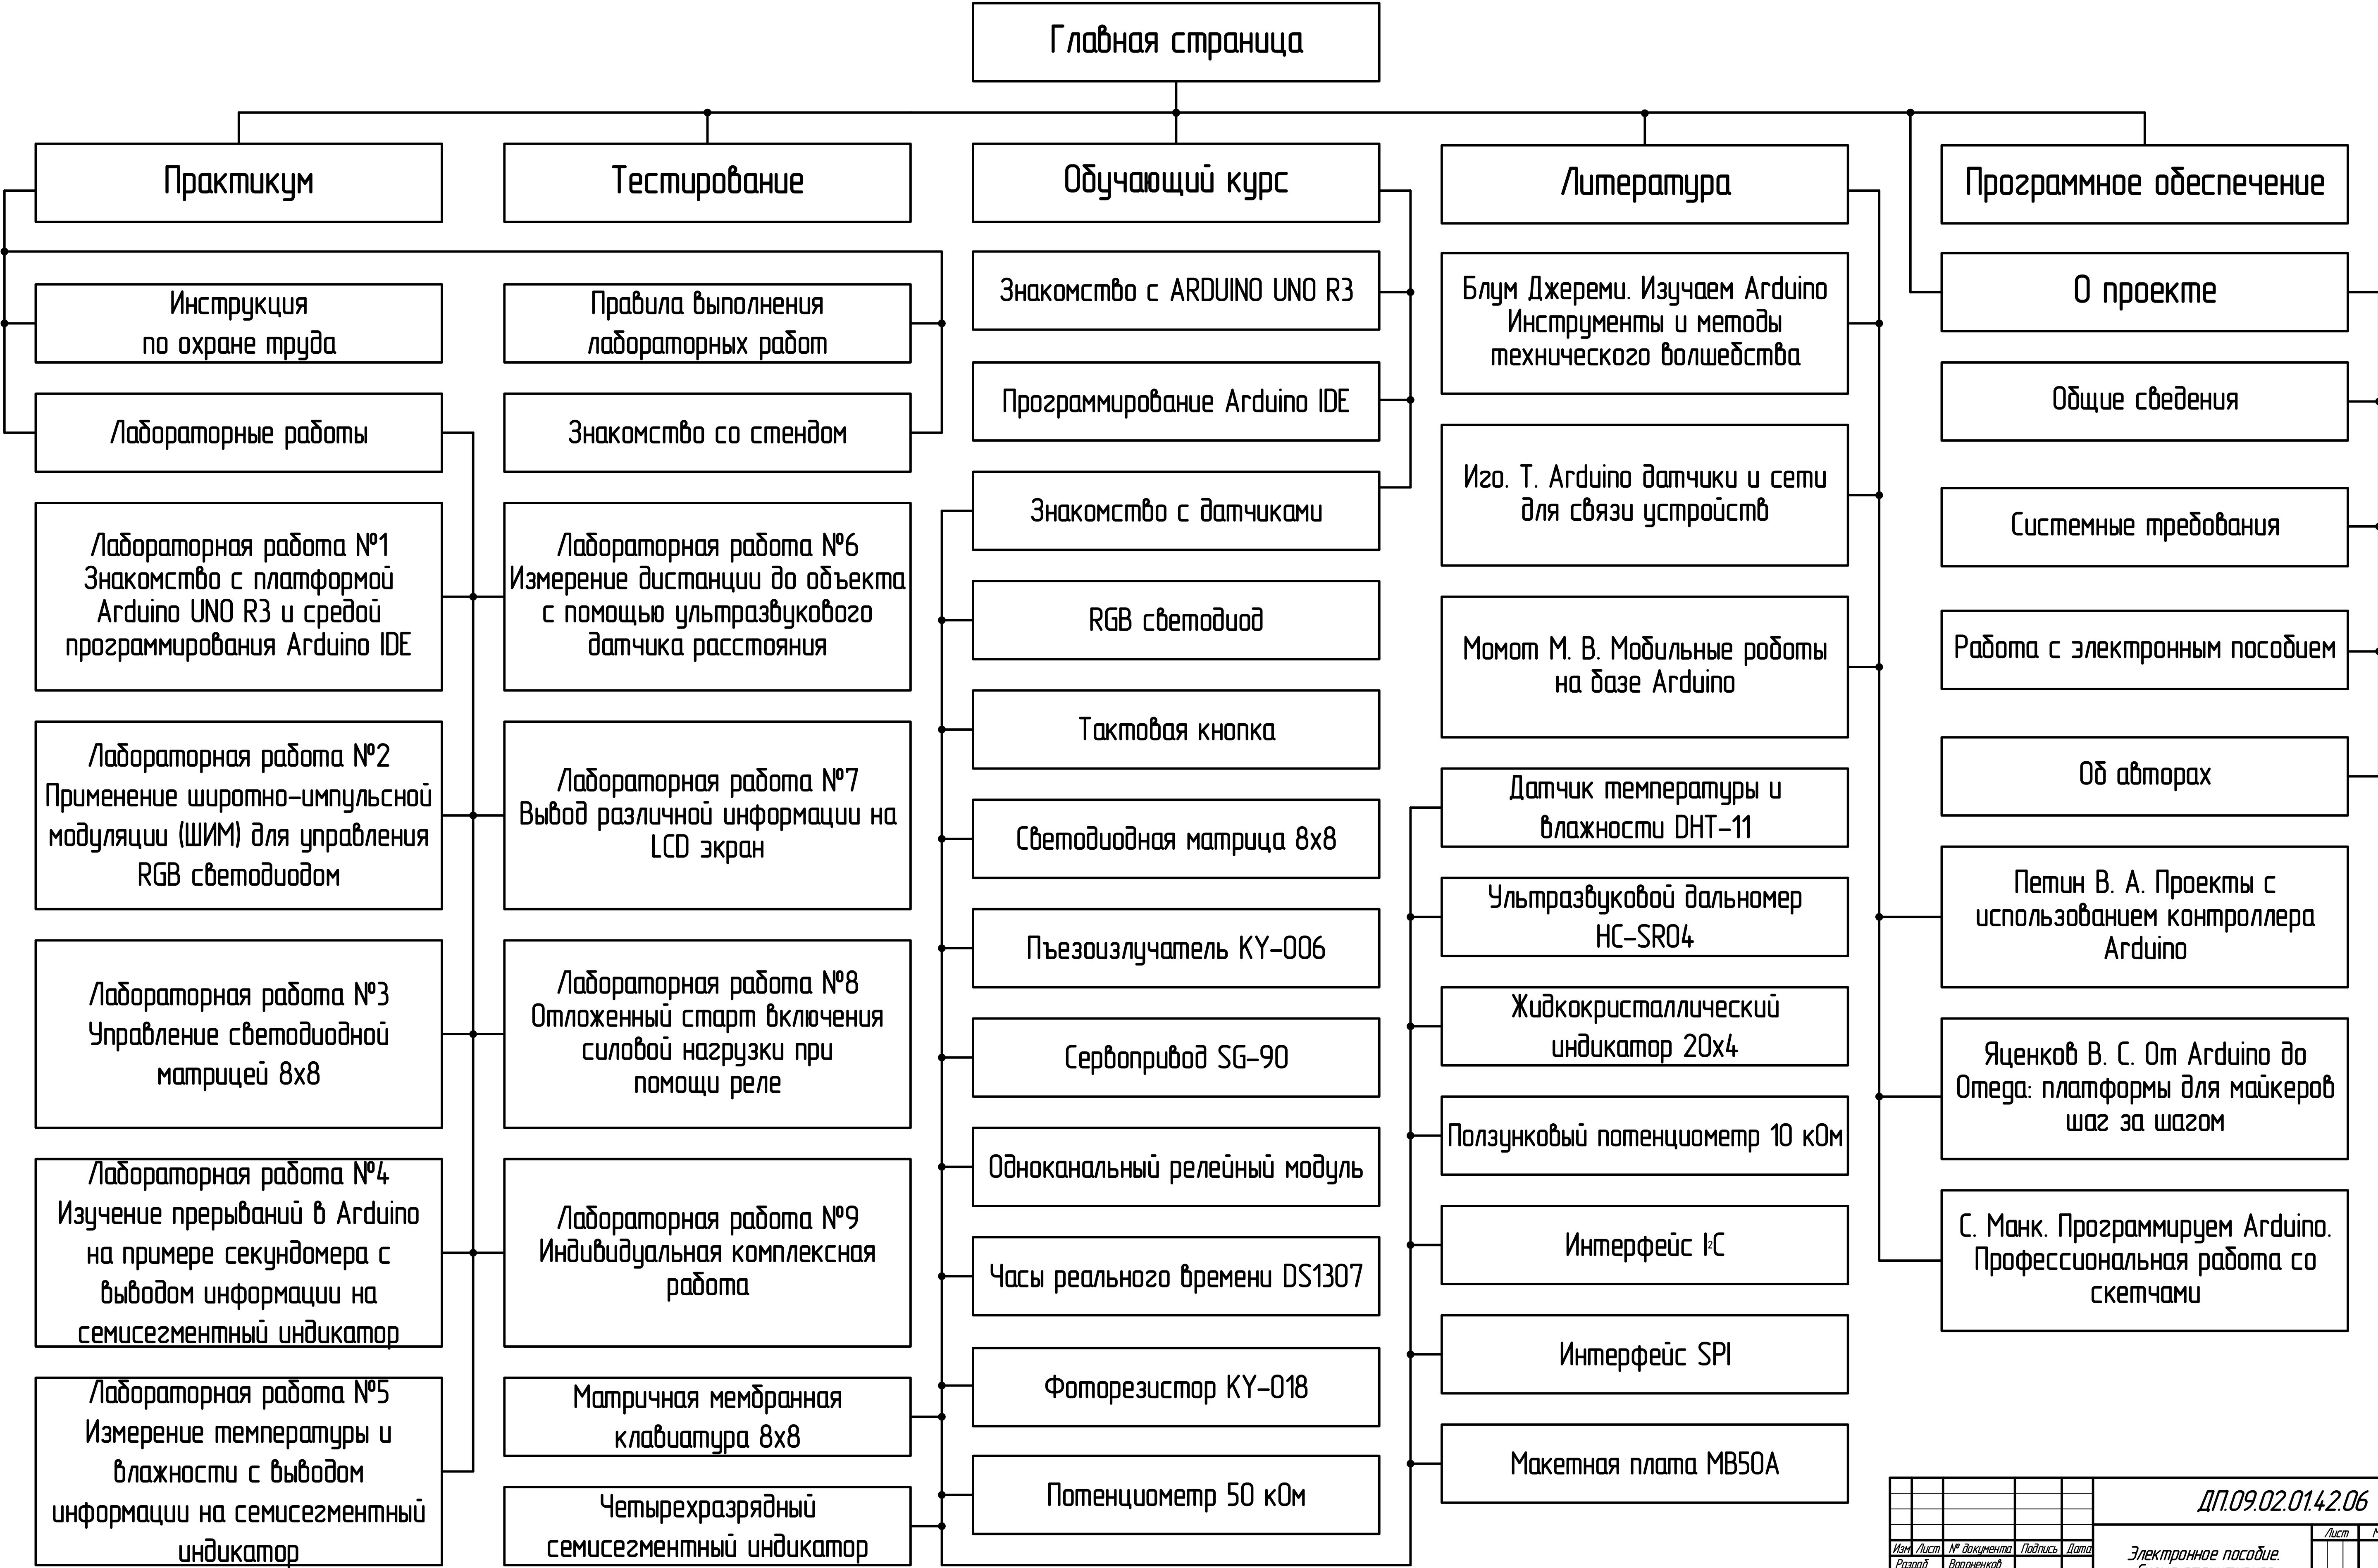 Главная страница
Практикум
Тестирование
Обучающий курс
Литература
Программное обеспечение
Инструкция
по охране труда
Правила выполнения
лабораторных работ
Знакомство с ARDUINO UNO R3
Блум Джереми. Изучаем Arduino
Инструменты и методы
технического волшебства
О проекте
Лабораторные работы
Знакомство со стендом
Программирование Arduino IDE
Общие сведения
Знакомство с датчиками
Иго. Т. Arduino датчики и сети
для связи устройств
Системные требования
Лабораторная работа №1
Знакомство с платформой
Arduino UNO R3 и средой
программирования Arduino IDE
Лабораторная работа №6
Измерение дистанции до объекта
с помощью ультразвукового
датчика расстояния
RGB светодиод
Момот М. В. Мобильные роботы
на базе Arduino
Работа с электронным пособием
Тактовая кнопка
Лабораторная работа №2
Применение широтно-импульсной
модуляции (ШИМ) для управления
RGB светодиодом
Лабораторная работа №7
Вывод различной информации на
LCD экран
Светодиодная матрица 8х8
Датчик температуры и
влажности DHT-11
Об авторах
Пъезоизлучатель KY-006
Ультразвуковой дальномер
HC-SR04
Петин В. А. Проекты с
использованием контроллера
Arduino
Лабораторная работа №3
Управление светодиодной
матрицей 8х8
Лабораторная работа №8
Отложенный старт включения
силовой нагрузки при
помощи реле
Сервопривод SG-90
Жидкокристаллический
индикатор 20х4
Яценков В. С. От Arduino до
Отеда: платформы для майкеров
шаг за шагом
Одноканальный релейный модуль
Ползунковый потенциометр 10 кОм
Лабораторная работа №4
Изучение прерываний в Arduino
на примере секундомера с
выводом информации на
семисегментный индикатор
Лабораторная работа №9
Индивидуальная комплексная
работа
Часы реального времени DS1307
Интерфейс I²C
С. Манк. Программируем Arduino.
Профессиональная работа со
скетчами
Фоторезистор KY-018
Интерфейс SPI
Лабораторная работа №5
Измерение температуры и
влажности с выводом
информации на семисегментный
индикатор
Матричная мембранная
клавиатура 8х8
Потенциометр 50 кОм
Макетная плата MB50A
Четырехразрядный
семисегментный индикатор
ДП.09.02.01.42.06
Лист
Изм Лист № документа Подпись Дата
Электронное пособие.
Разраб Вороненков